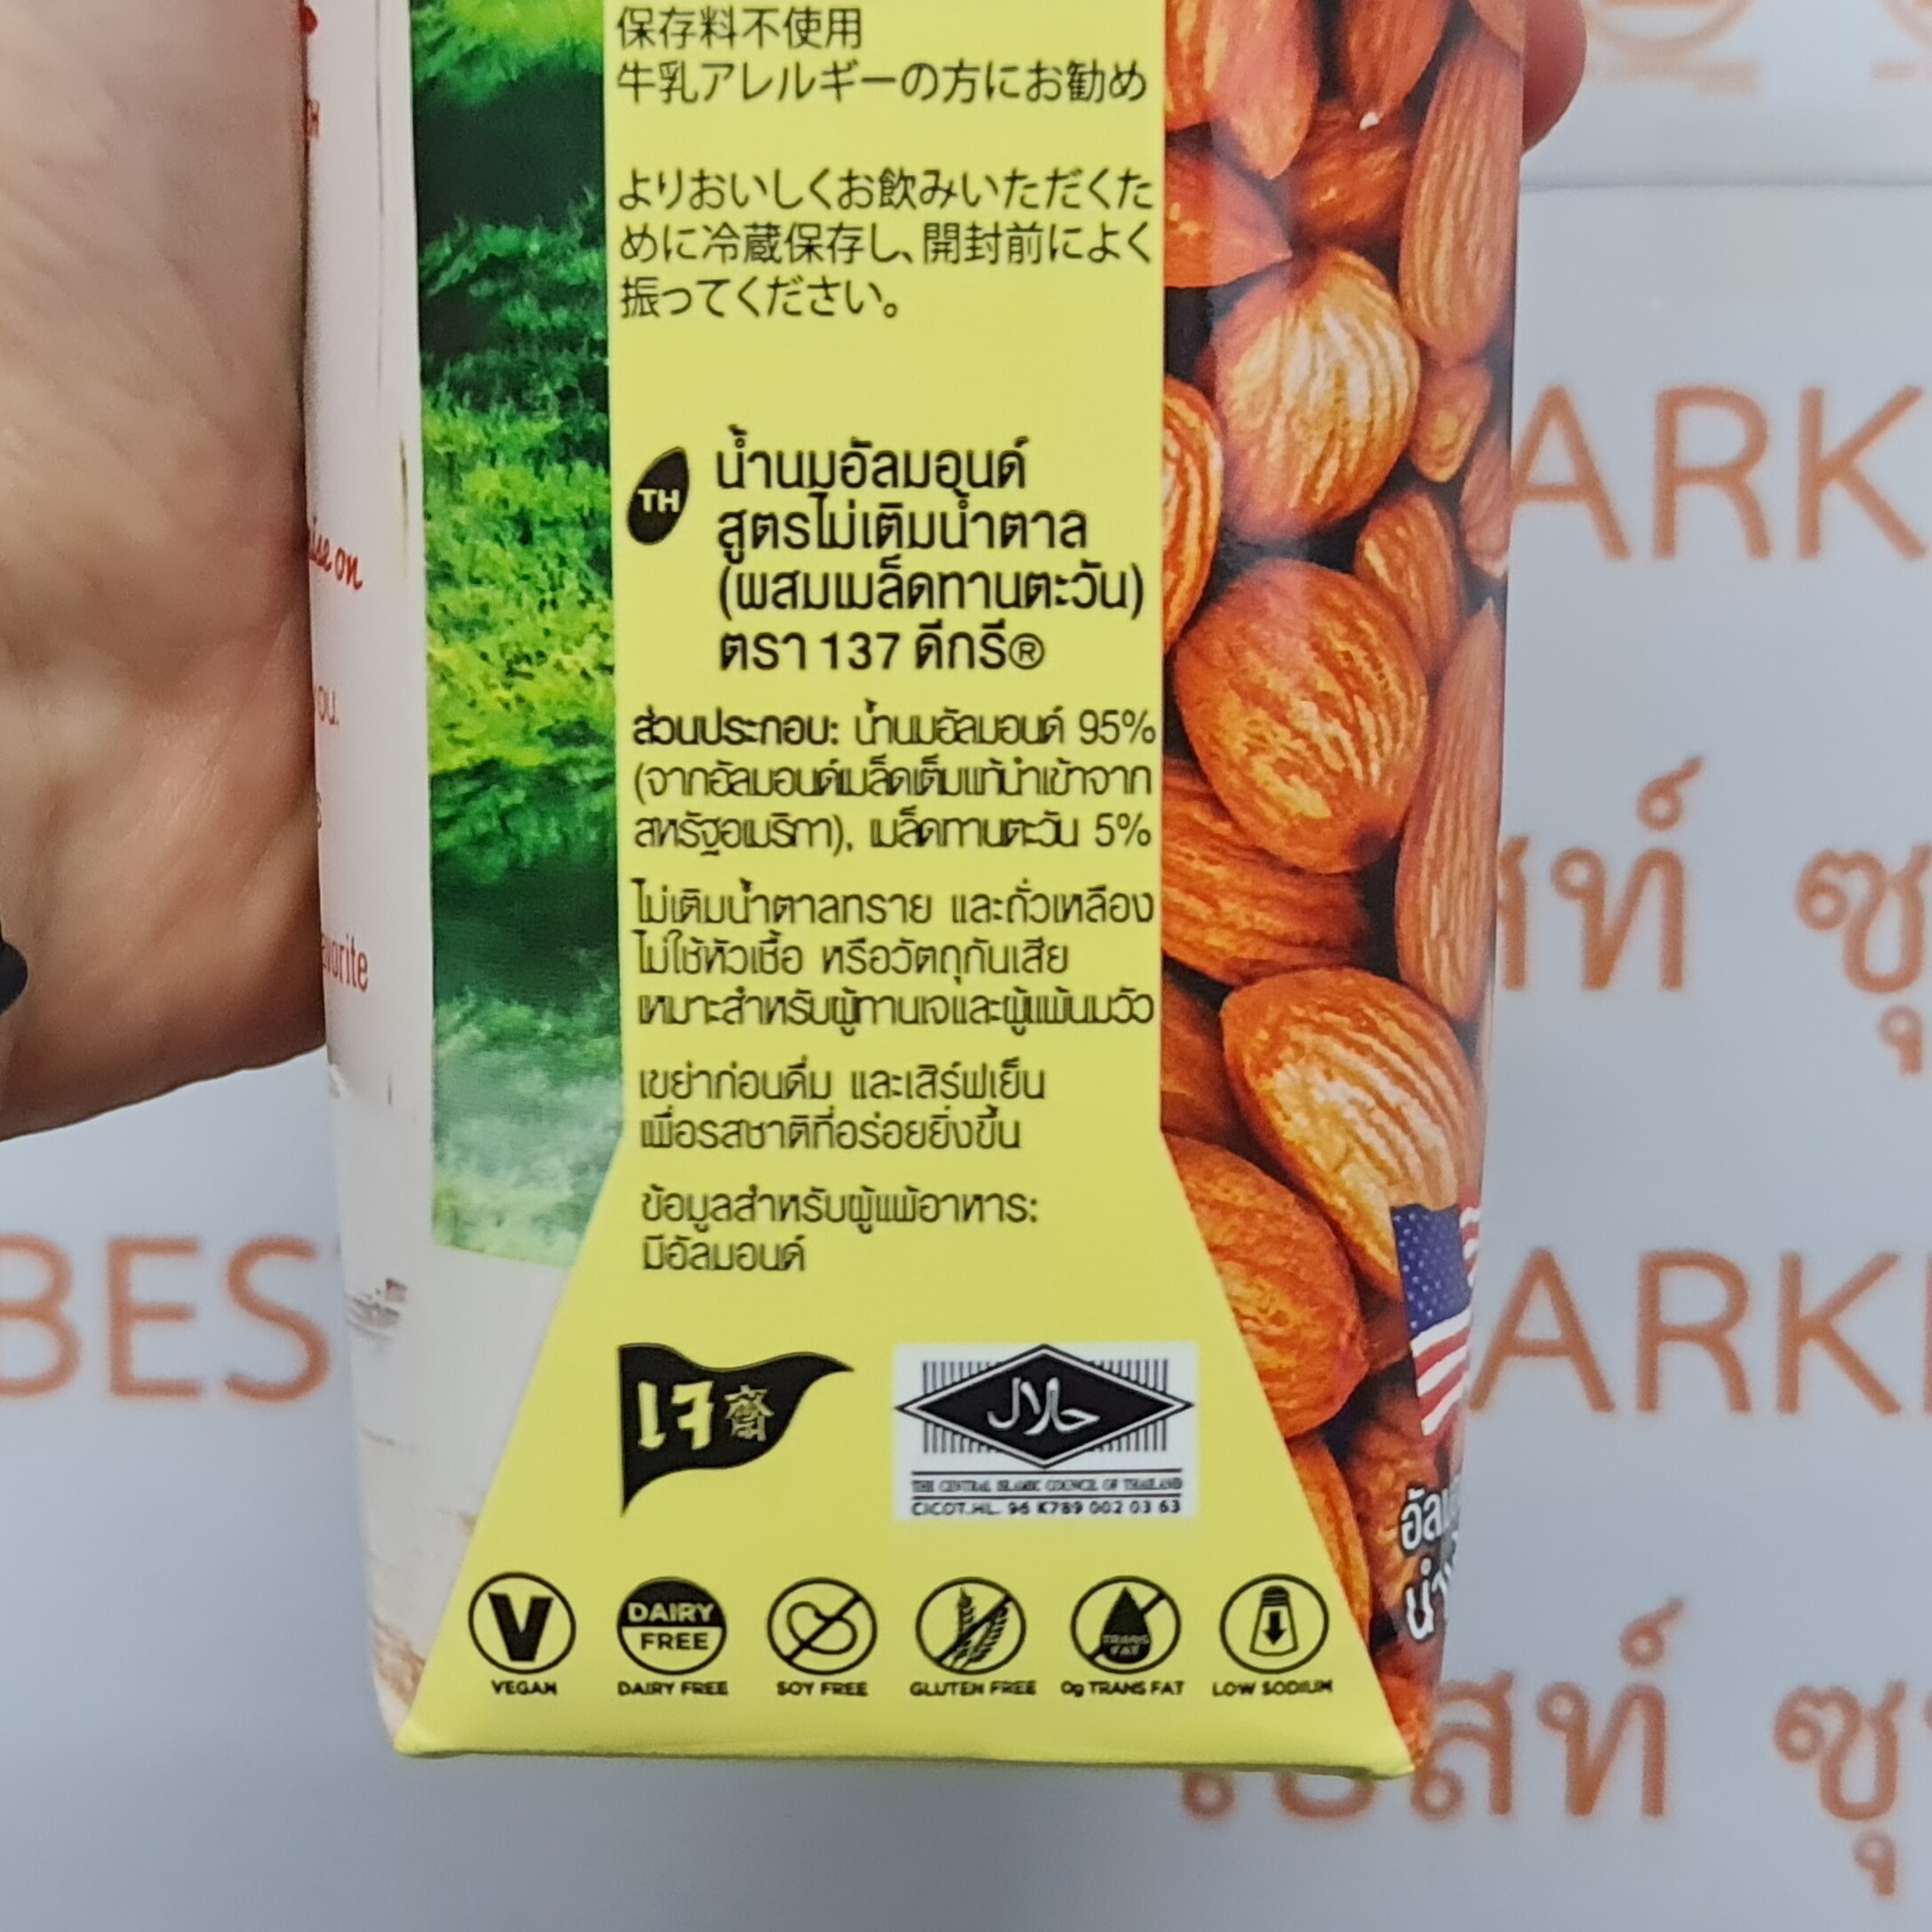 保存料不使用
牛乳アレルギーの方にお勧め
よりおいしくお飲みいただくた
めに冷蔵保存し、開封前によく
振ってください。
TH
น้ำนมอัลมอนด์
สูตรไม่เติมน้ำตาล
(ผสมเมล็ดทานตะวัน)
ตรา 137 ดีกรี®
ส่วนประกอบ: น้ำนมอัลมอนด์ 95%
(จากอัลมอนด์เมล็ดเต็มแท้นำเข้าจาก
สหรัฐอเมริกา), เมล็ดทานตะวัน 5%
ไม่เติมน้ำตาลทราย และถั่วเหลือง
ไม่ใช้หัวเชื้อ หรือวัตถุกันเสีย
เหมาะสำหรับผู้ทานเจและผู้แพ้นมวัว
เขย่าก่อนดื่ม และเสิร์ฟเย็น
เพื่อรสชาติที่อร่อยยิ่งขึ้น
ข้อมูลสำหรับผู้แพ้อาหาร:
มีอัลมอนด์
เจ 齋
حلال
THE CENTRAL ISLAMIC COUNCIL OF THAILAND
CICOT.HL. 96 K789 002 03 63
V
DAIRY
FREE
TRANS
FAT
VEGAN DAIRY FREE SOY FREE GLUTEN FREE 0g TRANS FAT LOW SODIUM
on
BES
ARK
สท์ ซุ
ARK
สท์ ซุ